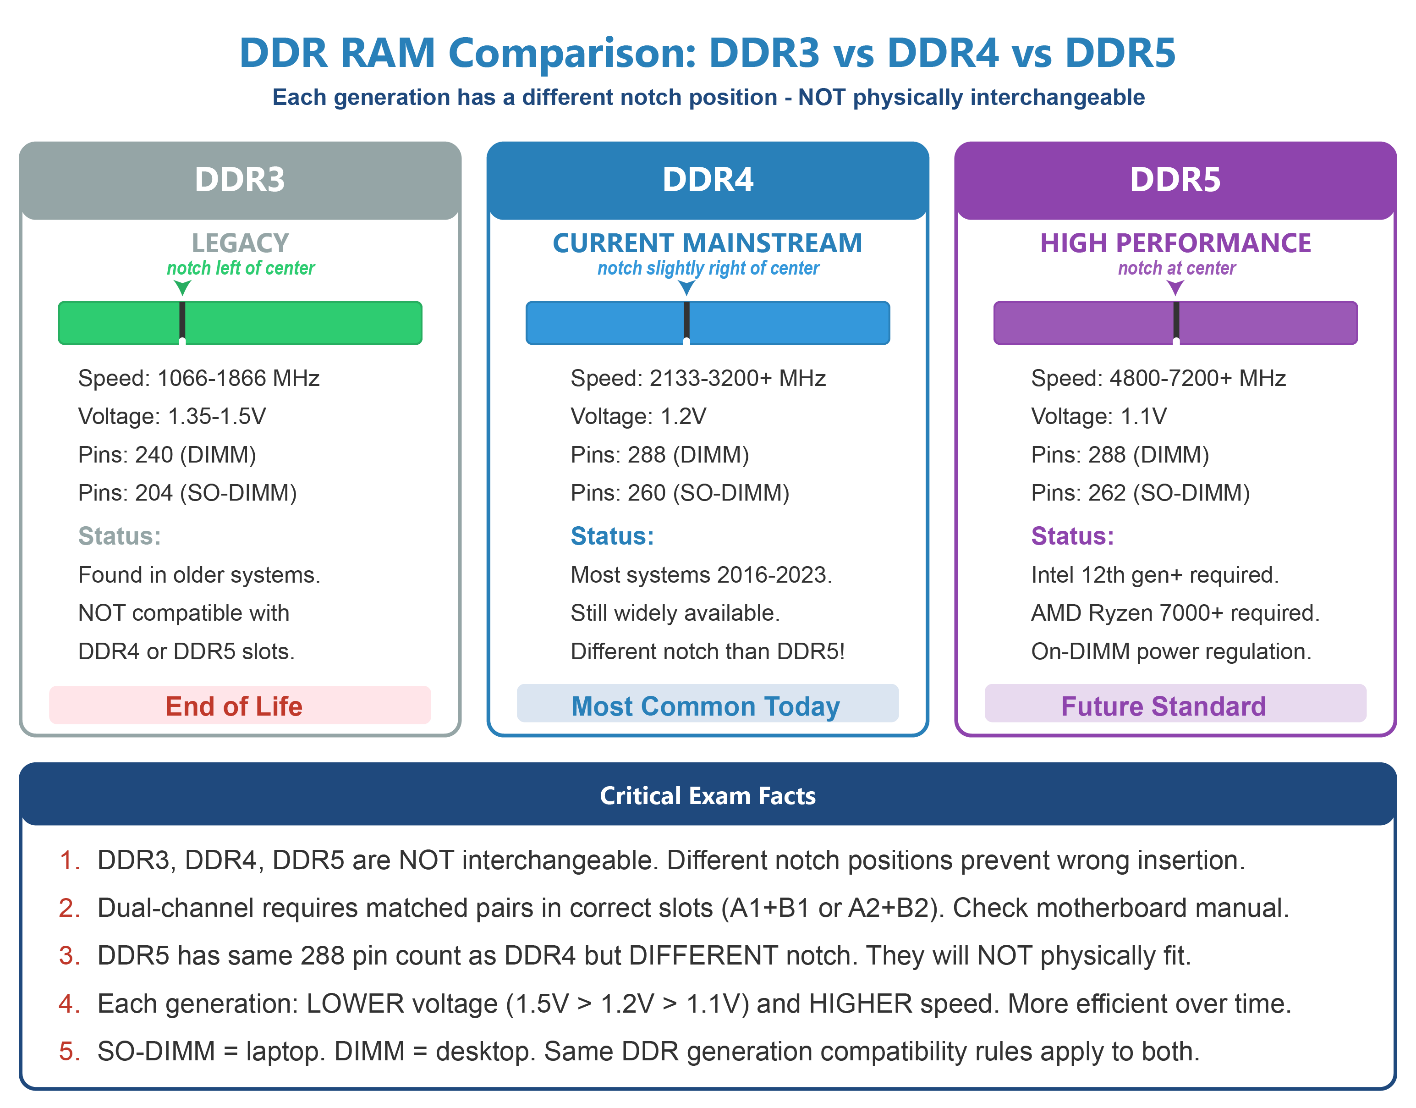 DDR RAM Comparison: DDR3 vs DDR4 vs DDR5
Each generation has a different notch position - NOT physically interchangeable
DDR3
LEGACY
notch left of center
Speed: 1066-1866 MHz
Voltage: 1.35-1.5V
Pins: 240 (DIMM)
Pins: 204 (SO-DIMM)
Status:
Found in older systems.
NOT compatible with
DDR4 or DDR5 slots.
End of Life
DDR4
CURRENT MAINSTREAM
notch slightly right of center
Speed: 2133-3200+ MHz
Voltage: 1.2V
Pins: 288 (DIMM)
Pins: 260 (SO-DIMM)
Status:
Most systems 2016-2023.
Still widely available.
Different notch than DDR5!
Most Common Today
DDR5
HIGH PERFORMANCE
notch at center
Speed: 4800-7200+ MHz
Voltage: 1.1V
Pins: 288 (DIMM)
Pins: 262 (SO-DIMM)
Status:
Intel 12th gen+ required.
AMD Ryzen 7000+ required.
On-DIMM power regulation.
Future Standard
Critical Exam Facts
1. DDR3, DDR4, DDR5 are NOT interchangeable. Different notch positions prevent wrong insertion.
2. Dual-channel requires matched pairs in correct slots (A1+B1 or A2+B2). Check motherboard manual.
3. DDR5 has same 288 pin count as DDR4 but DIFFERENT notch. They will NOT physically fit.
4. Each generation: LOWER voltage (1.5V > 1.2V > 1.1V) and HIGHER speed. More efficient over time.
5. SO-DIMM = laptop. DIMM = desktop. Same DDR generation compatibility rules apply to both.